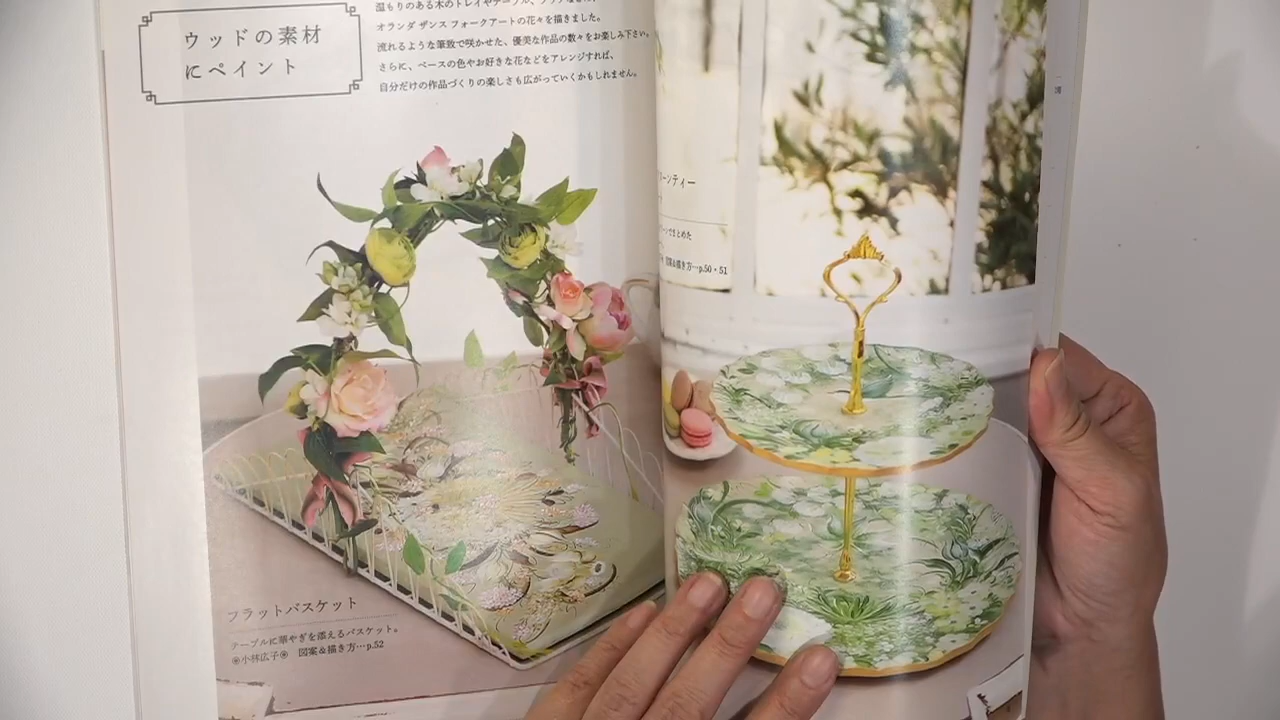 ウッドの素材
にペイント
温もりのある木のトレイやテーブル、
オランダ ザンス フォークアートの花々を描きました。
流れるような筆致で咲かせた、優美な作品の数々をお楽しみ下さい。
さらに、ベースの色やお好きな花などをアレンジすれば、
自分だけの作品づくりの楽しさも広がっていくかもしれません。
フラットバスケット
テーブルに華やぎを添えるバスケット。
◉小林広子◉ 図案&描き方…p.52
ーンティー
ーンでまとめた
図案&描き方…p.50・51